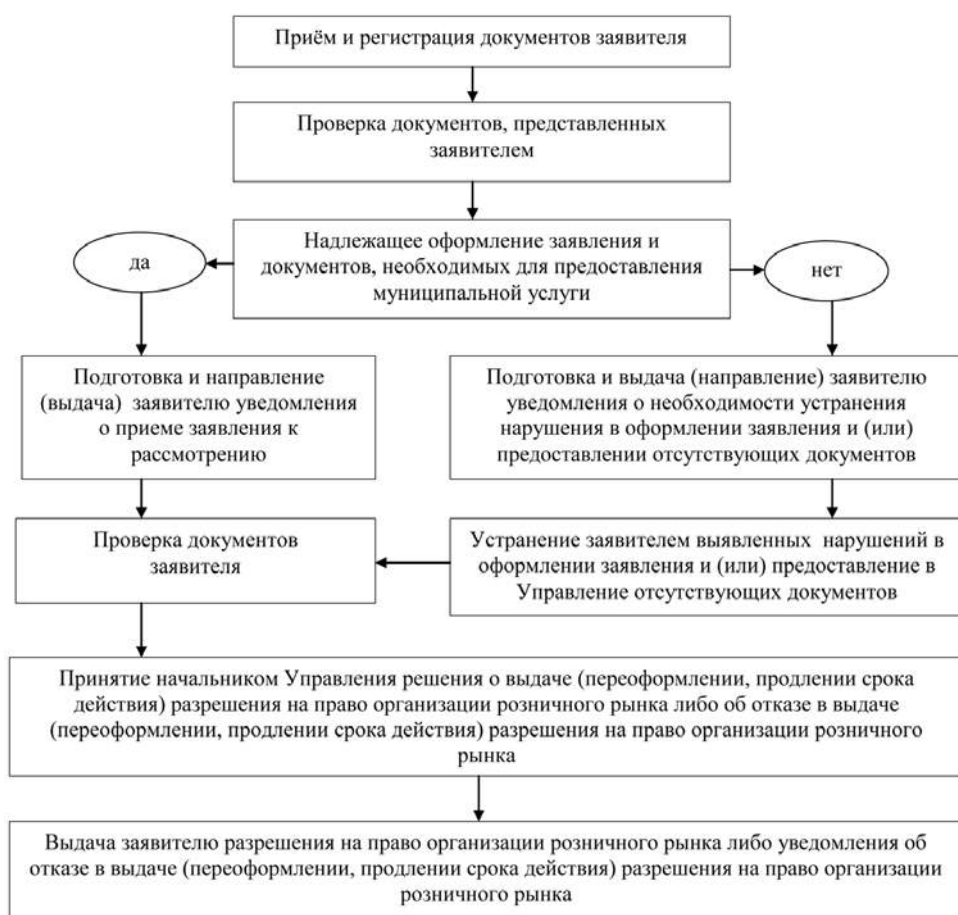 Приём и регистрация документов заявителя
Проверка документов, представленных
заявителем
Надлежащее оформление заявления и
документов, необходимых для предоставления
муниципальной услуги
да
нет
Подготовка и направление
(выдача) заявителю уведомления
о приеме заявления к
рассмотрению
Подготовка и выдача (направление) заявителю
уведомления о необходимости устранения
нарушения в оформлении заявления и (или)
предоставлении отсутствующих документов
Проверка документов
заявителя
Устранение заявителем выявленных нарушений в
оформлении заявления и (или) предоставление в
Управление отсутствующих документов
Принятие начальником Управления решения о выдаче (переоформлении, продлении срока
действия) разрешения на право организации розничного рынка либо об отказе в выдаче
(переоформлении, продлении срока действия) разрешения на право организации розничного
рынка
Выдача заявителю разрешения на право организации розничного рынка либо уведомления об
отказе в выдаче (переоформлении, продлении срока действия) разрешения на право организации
розничного рынка